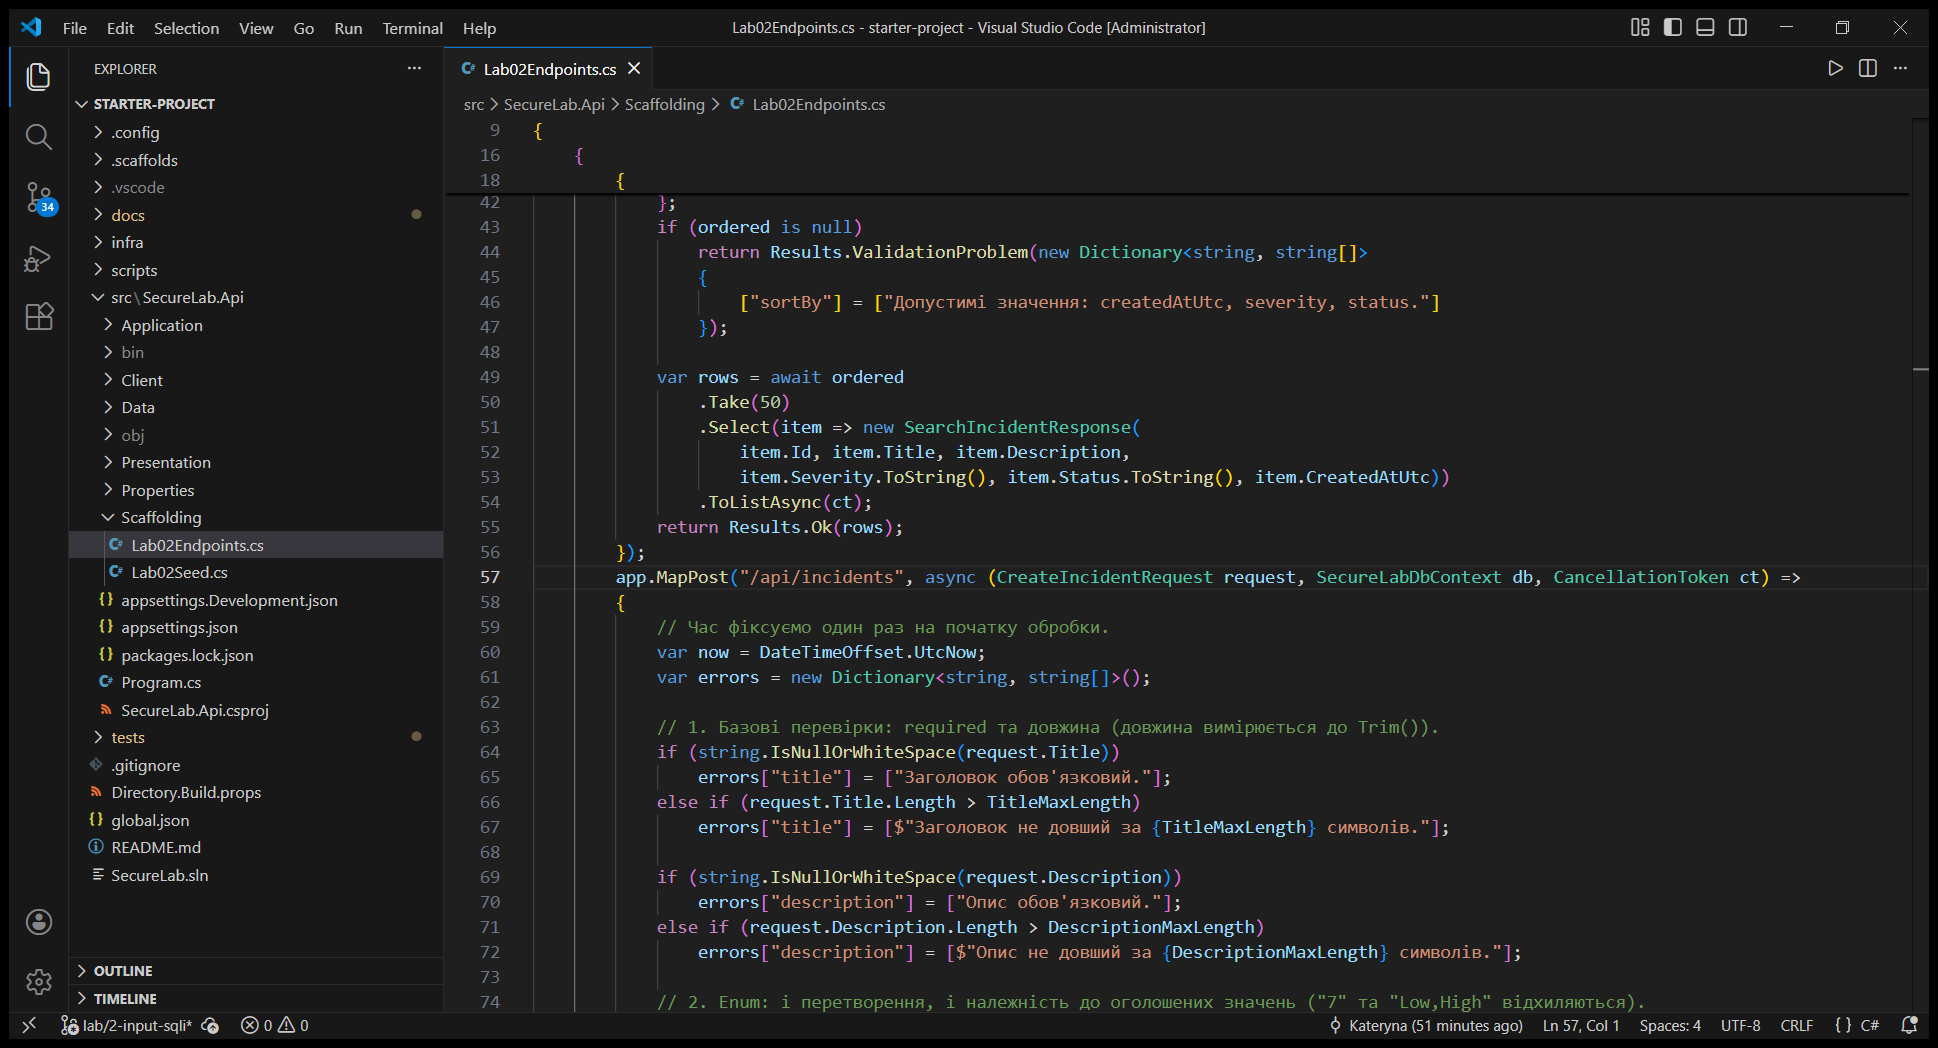 File Edit Selection View Go Run Terminal Help
Lab02Endpoints.cs - starter-project - Visual Studio Code [Administrator]
EXPLORER
STARTER-PROJECT
.config
.scaffolds
.vscode
docs
infra
scripts
src\SecureLab.Api
Application
bin
Client
Data
obj
Presentation
Properties
Scaffolding
Lab02Endpoints.cs
Lab02Seed.cs
appsettings.Development.json
appsettings.json
packages.lock.json
Program.cs
SecureLab.Api.csproj
tests
.gitignore
Directory.Build.props
global.json
README.md
SecureLab.sln
OUTLINE
TIMELINE
34
Lab02Endpoints.cs
src > SecureLab.Api > Scaffolding > Lab02Endpoints.cs
9 {
16 {
18 {
42 };
43 if (ordered is null)
44 return Results.ValidationProblem(new Dictionary<string, string[]>
45 {
46 ["sortBy"] = ["Допустимі значення: createdAtUtc, severity, status."]
47 });
48
49 var rows = await ordered
50 .Take(50)
51 .Select(item => new SearchIncidentResponse(
52 item.Id, item.Title, item.Description,
53 item.Severity.ToString(), item.Status.ToString(), item.CreatedAtUtc))
54 .ToListAsync(ct);
55 return Results.Ok(rows);
56 });
57 app.MapPost("/api/incidents", async (CreateIncidentRequest request, SecureLabDbContext db, CancellationToken ct) =>
58 {
59 // Час фіксуємо один раз на початку обробки.
60 var now = DateTimeOffset.UtcNow;
61 var errors = new Dictionary<string, string[]>();
62
63 // 1. Базові перевірки: required та довжина (довжина вимірюється до Trim()).
64 if (string.IsNullOrWhiteSpace(request.Title))
65 errors["title"] = ["Заголовок обов'язковий."];
66 else if (request.Title.Length > TitleMaxLength)
67 errors["title"] = [$"Заголовок не довший за {TitleMaxLength} символів."];
68
69 if (string.IsNullOrWhiteSpace(request.Description))
70 errors["description"] = ["Опис обов'язковий."];
71 else if (request.Description.Length > DescriptionMaxLength)
72 errors["description"] = [$"Опис не довший за {DescriptionMaxLength} символів."];
73
74 // 2. Enum: і перетворення, і належність до оголошених значень ("7" та "Low,High" відхиляються).
lab/2-input-sqli* 0 0 Kateryna (51 minutes ago) Ln 57, Col 1 Spaces: 4 UTF-8 CRLF { } C#